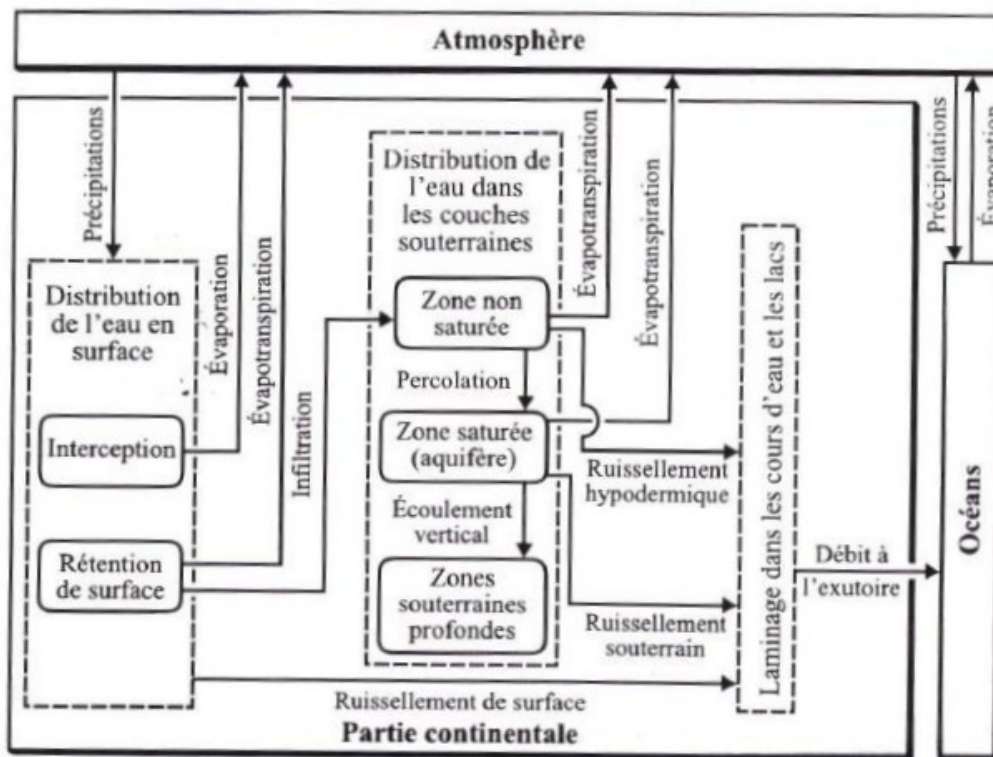 Atmosphère
Précipitations
Évaporation
Évapotranspiration
Distribution
de l'eau en
surface
Interception
Rétention
de surface
Infiltration
Distribution de
l'eau dans
les couches
souterraines
Zone non
saturée
Percolation
Zone saturée
(aquifère)
Écoulement
vertical
Zones
souterraines
profondes
Évapotranspiration
Évapotranspiration
Ruissellement
hypodermique
Ruissellement
souterrain
Ruissellement de surface
Laminage dans les cours d'eau et les lacs
Débit à
l'exutoire
Précipitations
Évaporation
Océans
Partie continentale